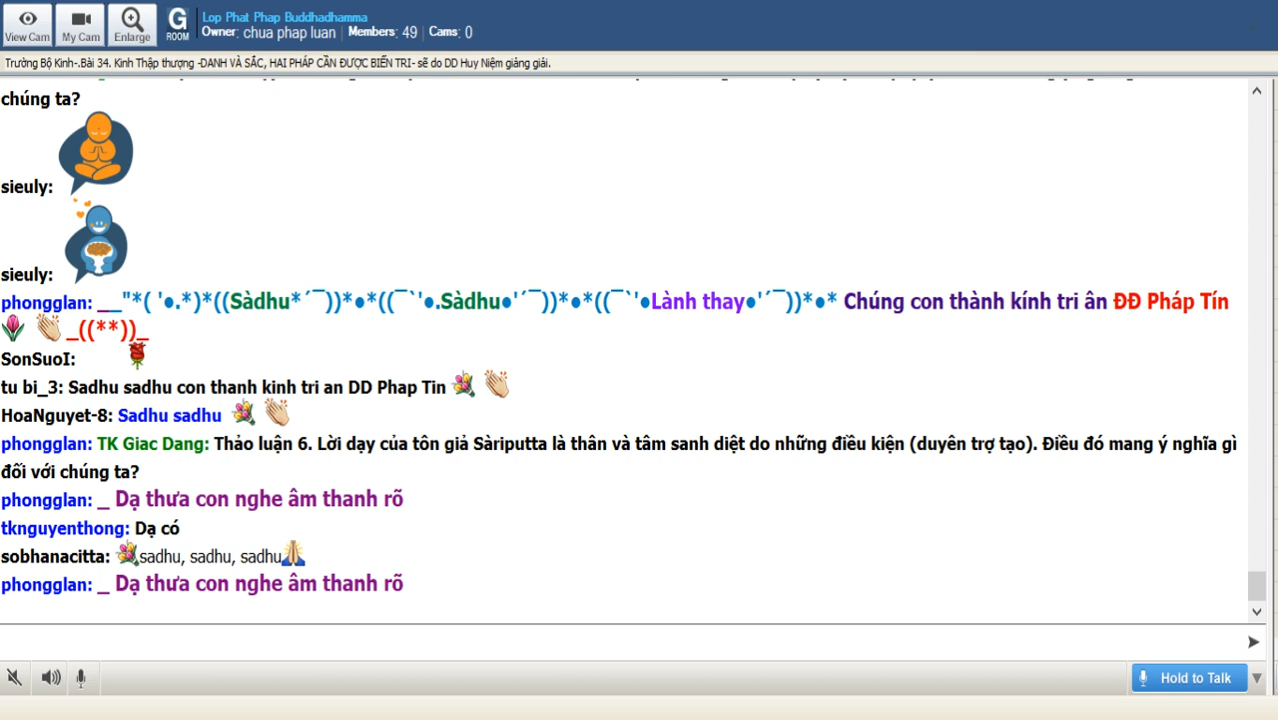 View Cam
My Cam
Enlarge
G
ROOM
Lop Phat Phap Buddhadhamma
Owner: chua phap luan | Members: 49 | Cams: 0
Trường Bộ Kinh-.Bài 34. Kinh Thập thượng -DANH VÀ SẮC, HAI PHÁP CẦN ĐƯỢC BIẾN TRI- sẽ do DD Huy Niệm giảng giải.
chúng ta?
sieuly:
sieuly:
phongglan: __"*( '●.*)*((Sàdhu*´¯))*●*((¯`'●.Sàdhu●'´¯))*●*((¯`'●Lành thay●'´¯))*●* Chúng con thành kính tri ân ĐĐ Pháp Tín
_((**))_
SonSuoI:
tu bi_3: Sadhu sadhu con thanh kinh tri an DD Phap Tin
HoaNguyet-8: Sadhu sadhu
phongglan: TK Giac Dang: Thảo luận 6. Lời dạy của tôn giả Sàriputta là thân và tâm sanh diệt do những điều kiện (duyên trợ tạo). Điều đó mang ý nghĩa gì
đối với chúng ta?
phongglan: _ Dạ thưa con nghe âm thanh rõ
tknguyenthong: Dạ có
sobhanacitta: sadhu, sadhu, sadhu
phongglan: _ Dạ thưa con nghe âm thanh rõ
Hold to Talk